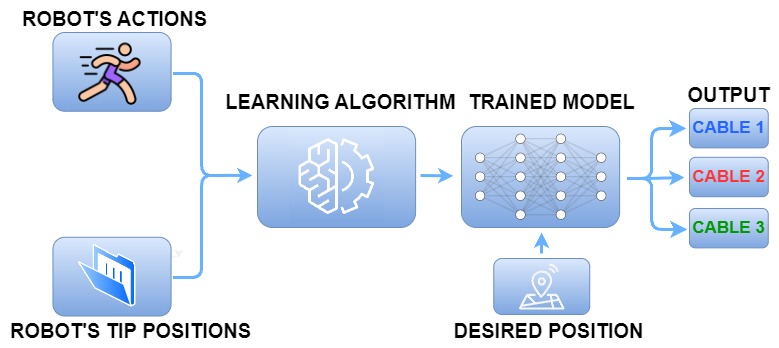 ROBOT'S ACTIONS
LEARNING ALGORITHM
TRAINED MODEL
OUTPUT
CABLE 1
CABLE 2
CABLE 3
ROBOT'S TIP POSITIONS
DESIRED POSITION